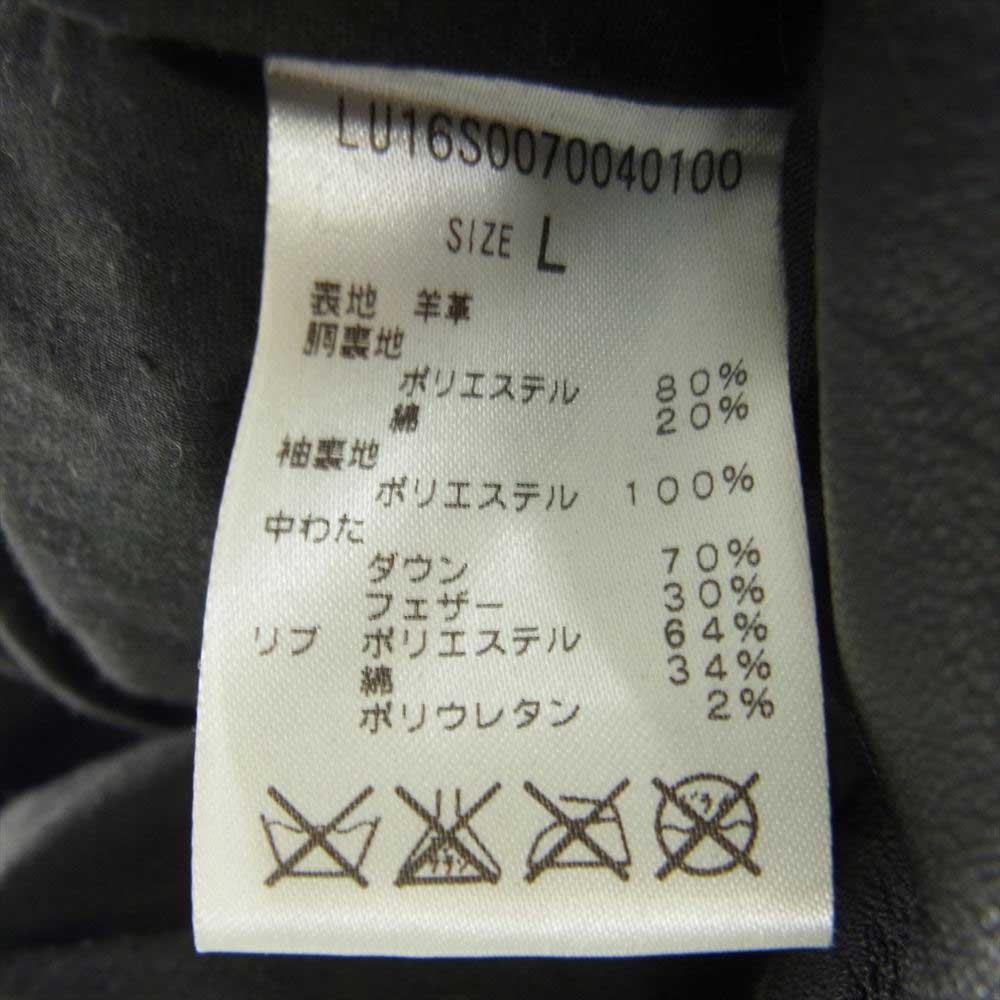 LU16S0070040100
SIZE L
表地 羊革
胴裏地
ポリエステル 80%
綿 20%
袖裏地
ポリエステル 100%
中わた
ダウン 70%
フェザー 30%
リブ ポリエステル 64%
綿 34%
ポリウレタン 2%